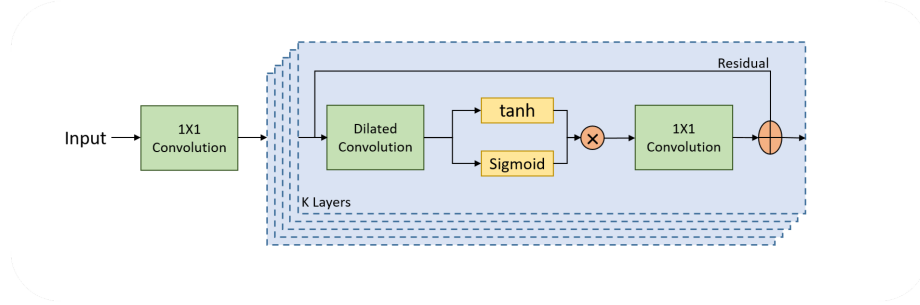 Residual
Input
1X1
Convolution
Dilated
Convolution
tanh
Sigmoid
×
1X1
Convolution
K Layers